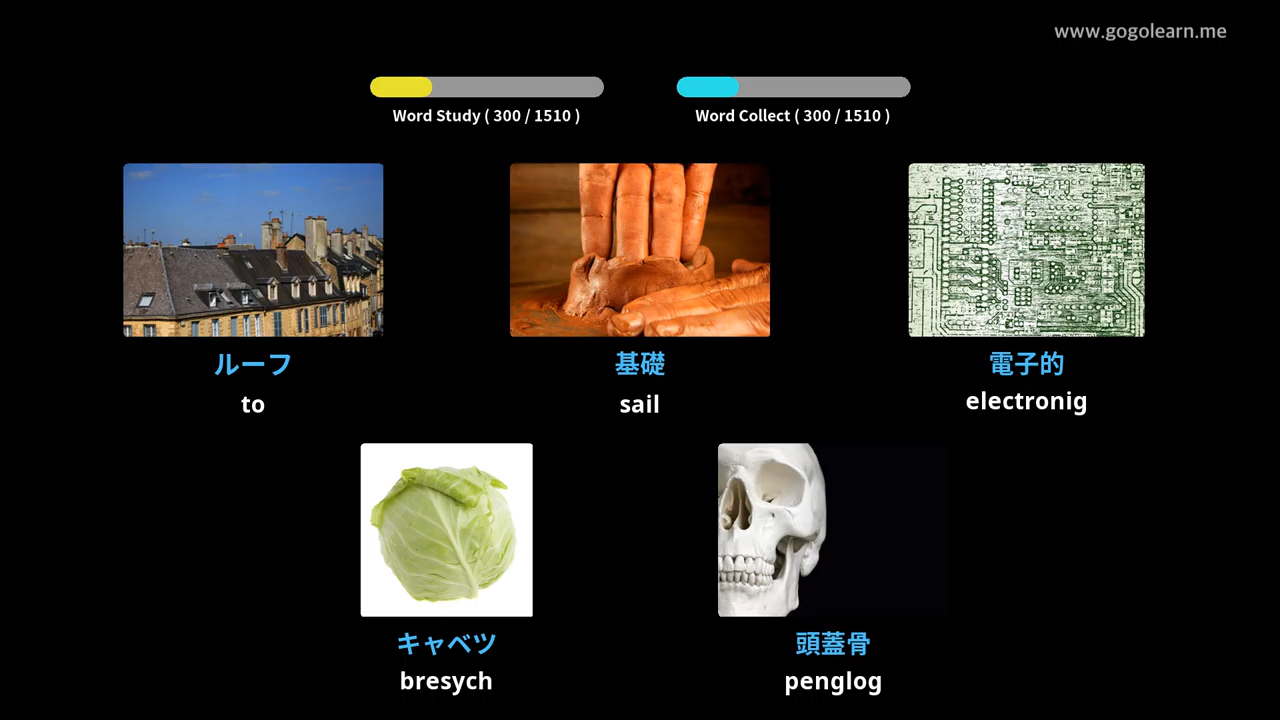 www.gogolearn.me
Word Study ( 300 / 1510 )
Word Collect ( 300 / 1510 )
ルーフ
to
基礎
sail
電子的
electronig
キャベツ
bresych
頭蓋骨
penglog